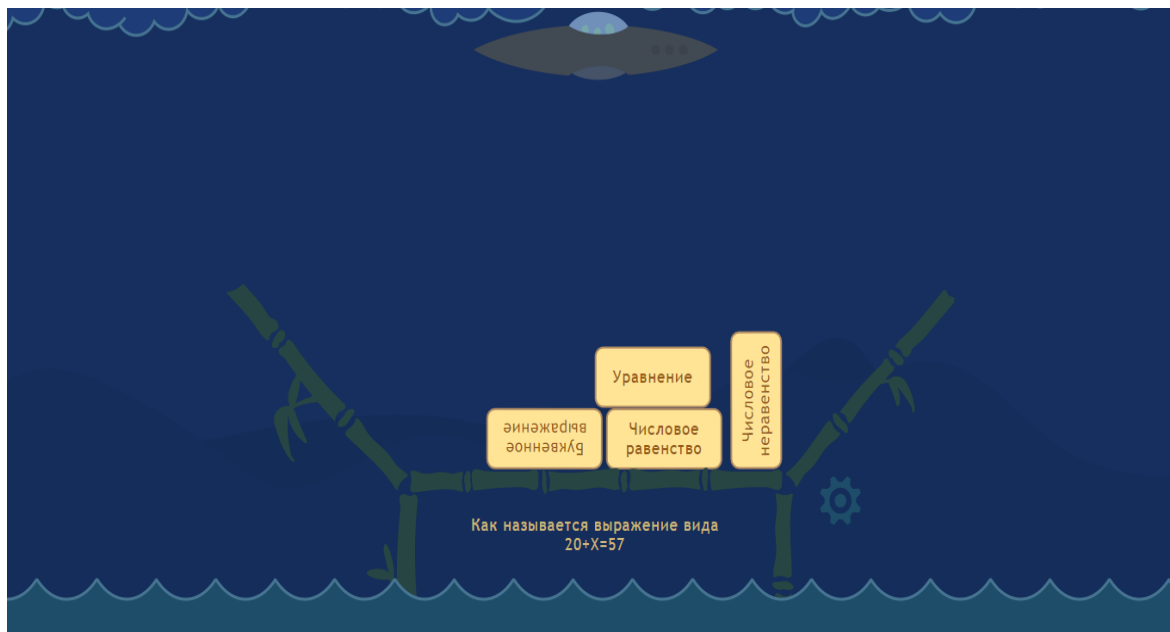 Уравнение
Буквенное
выражение
Числовое
равенство
Числовое
неравенство
Как называется выражение вида
20+X=57